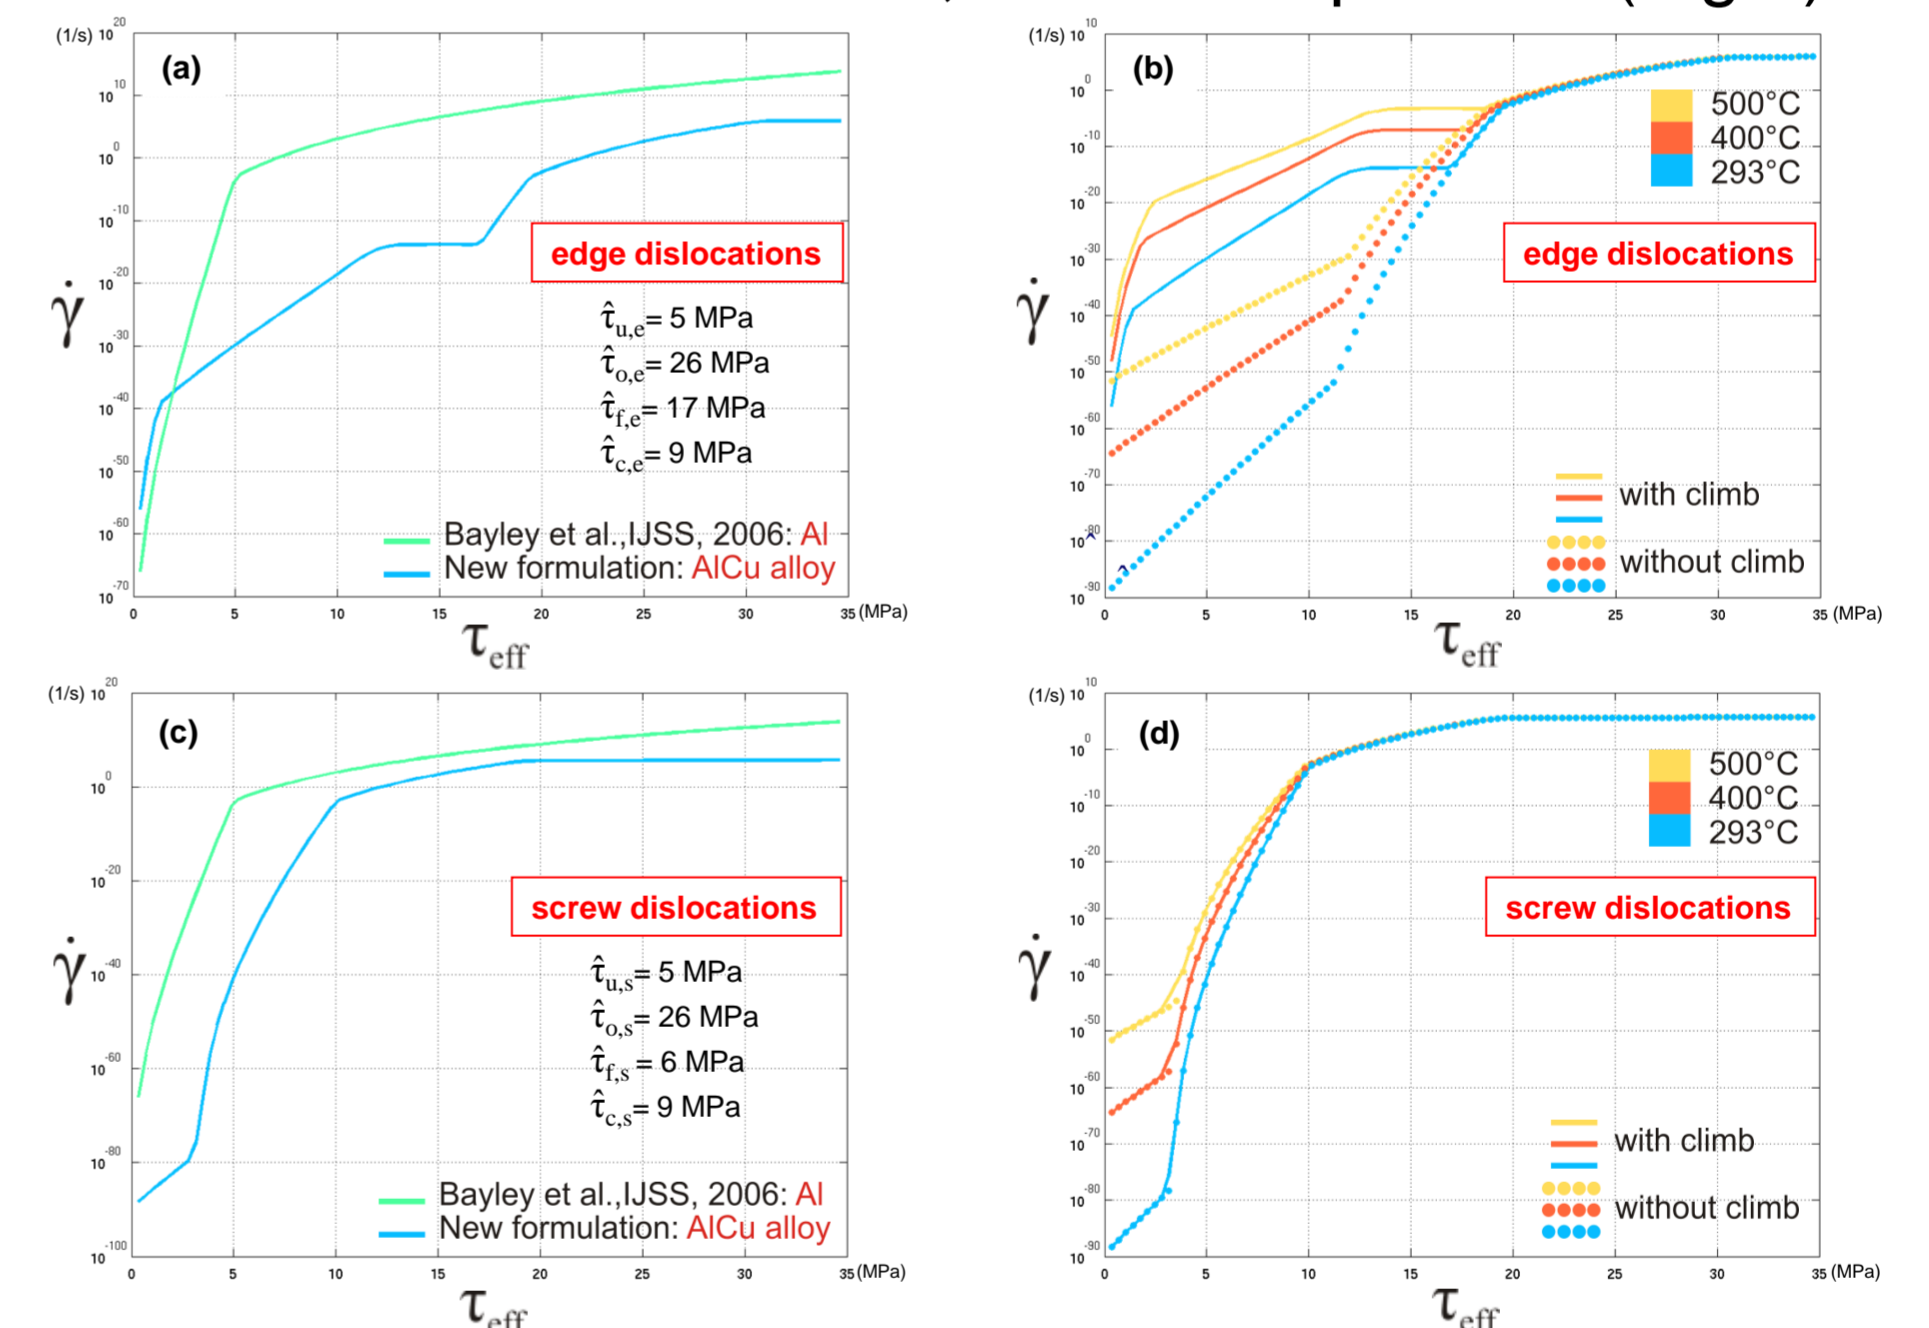 (a)
(1/s) 10^20
10^10
10^0
10^-10
10^-20
10^-30
10^-40
10^-50
10^-60
10^-70
γ̇
edge dislocations
τ̂u,e= 5 MPa
τ̂o,e= 26 MPa
τ̂f,e= 17 MPa
τ̂c,e= 9 MPa
Bayley et al.,IJSS, 2006: Al
New formulation: AlCu alloy
0 5 10 15 20 25 30 35 (MPa)
τeff
(b)
(1/s) 10^10
10^0
10^-10
10^-20
10^-30
10^-40
10^-50
10^-60
10^-70
10^-80
10^-90
γ̇
500°C
400°C
293°C
edge dislocations
with climb
without climb
0 5 10 15 20 25 30 35 (MPa)
τeff
(c)
(1/s) 10^20
10^0
10^-20
10^-40
10^-60
10^-80
10^-100
γ̇
screw dislocations
τ̂u,s= 5 MPa
τ̂o,s= 26 MPa
τ̂f,s = 6 MPa
τ̂c,s= 9 MPa
Bayley et al.,IJSS, 2006: Al
New formulation: AlCu alloy
0 5 10 15 20 25 30 35 (MPa)
τeff
(d)
(1/s) 10^10
10^0
10^-10
10^-20
10^-30
10^-40
10^-50
10^-60
10^-70
10^-80
10^-90
γ̇
500°C
400°C
293°C
screw dislocations
with climb
without climb
0 5 10 15 20 25 30 35 (MPa)
τeff